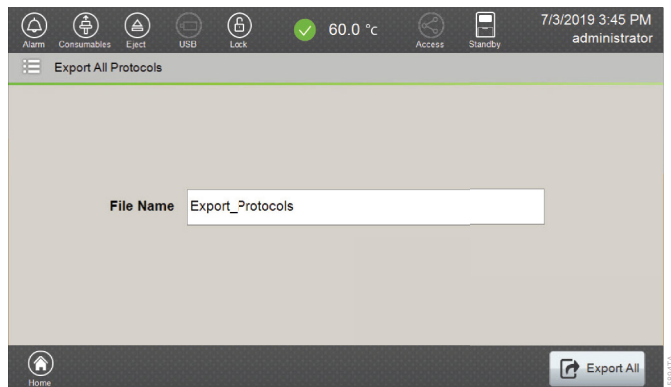 7/3/2019 3:45 PM
60.0 °C
administrator
Alarm Consumables Eject USB Lock Access Standby
Export All Protocols
File Name Export_Protocols
Export All
Home